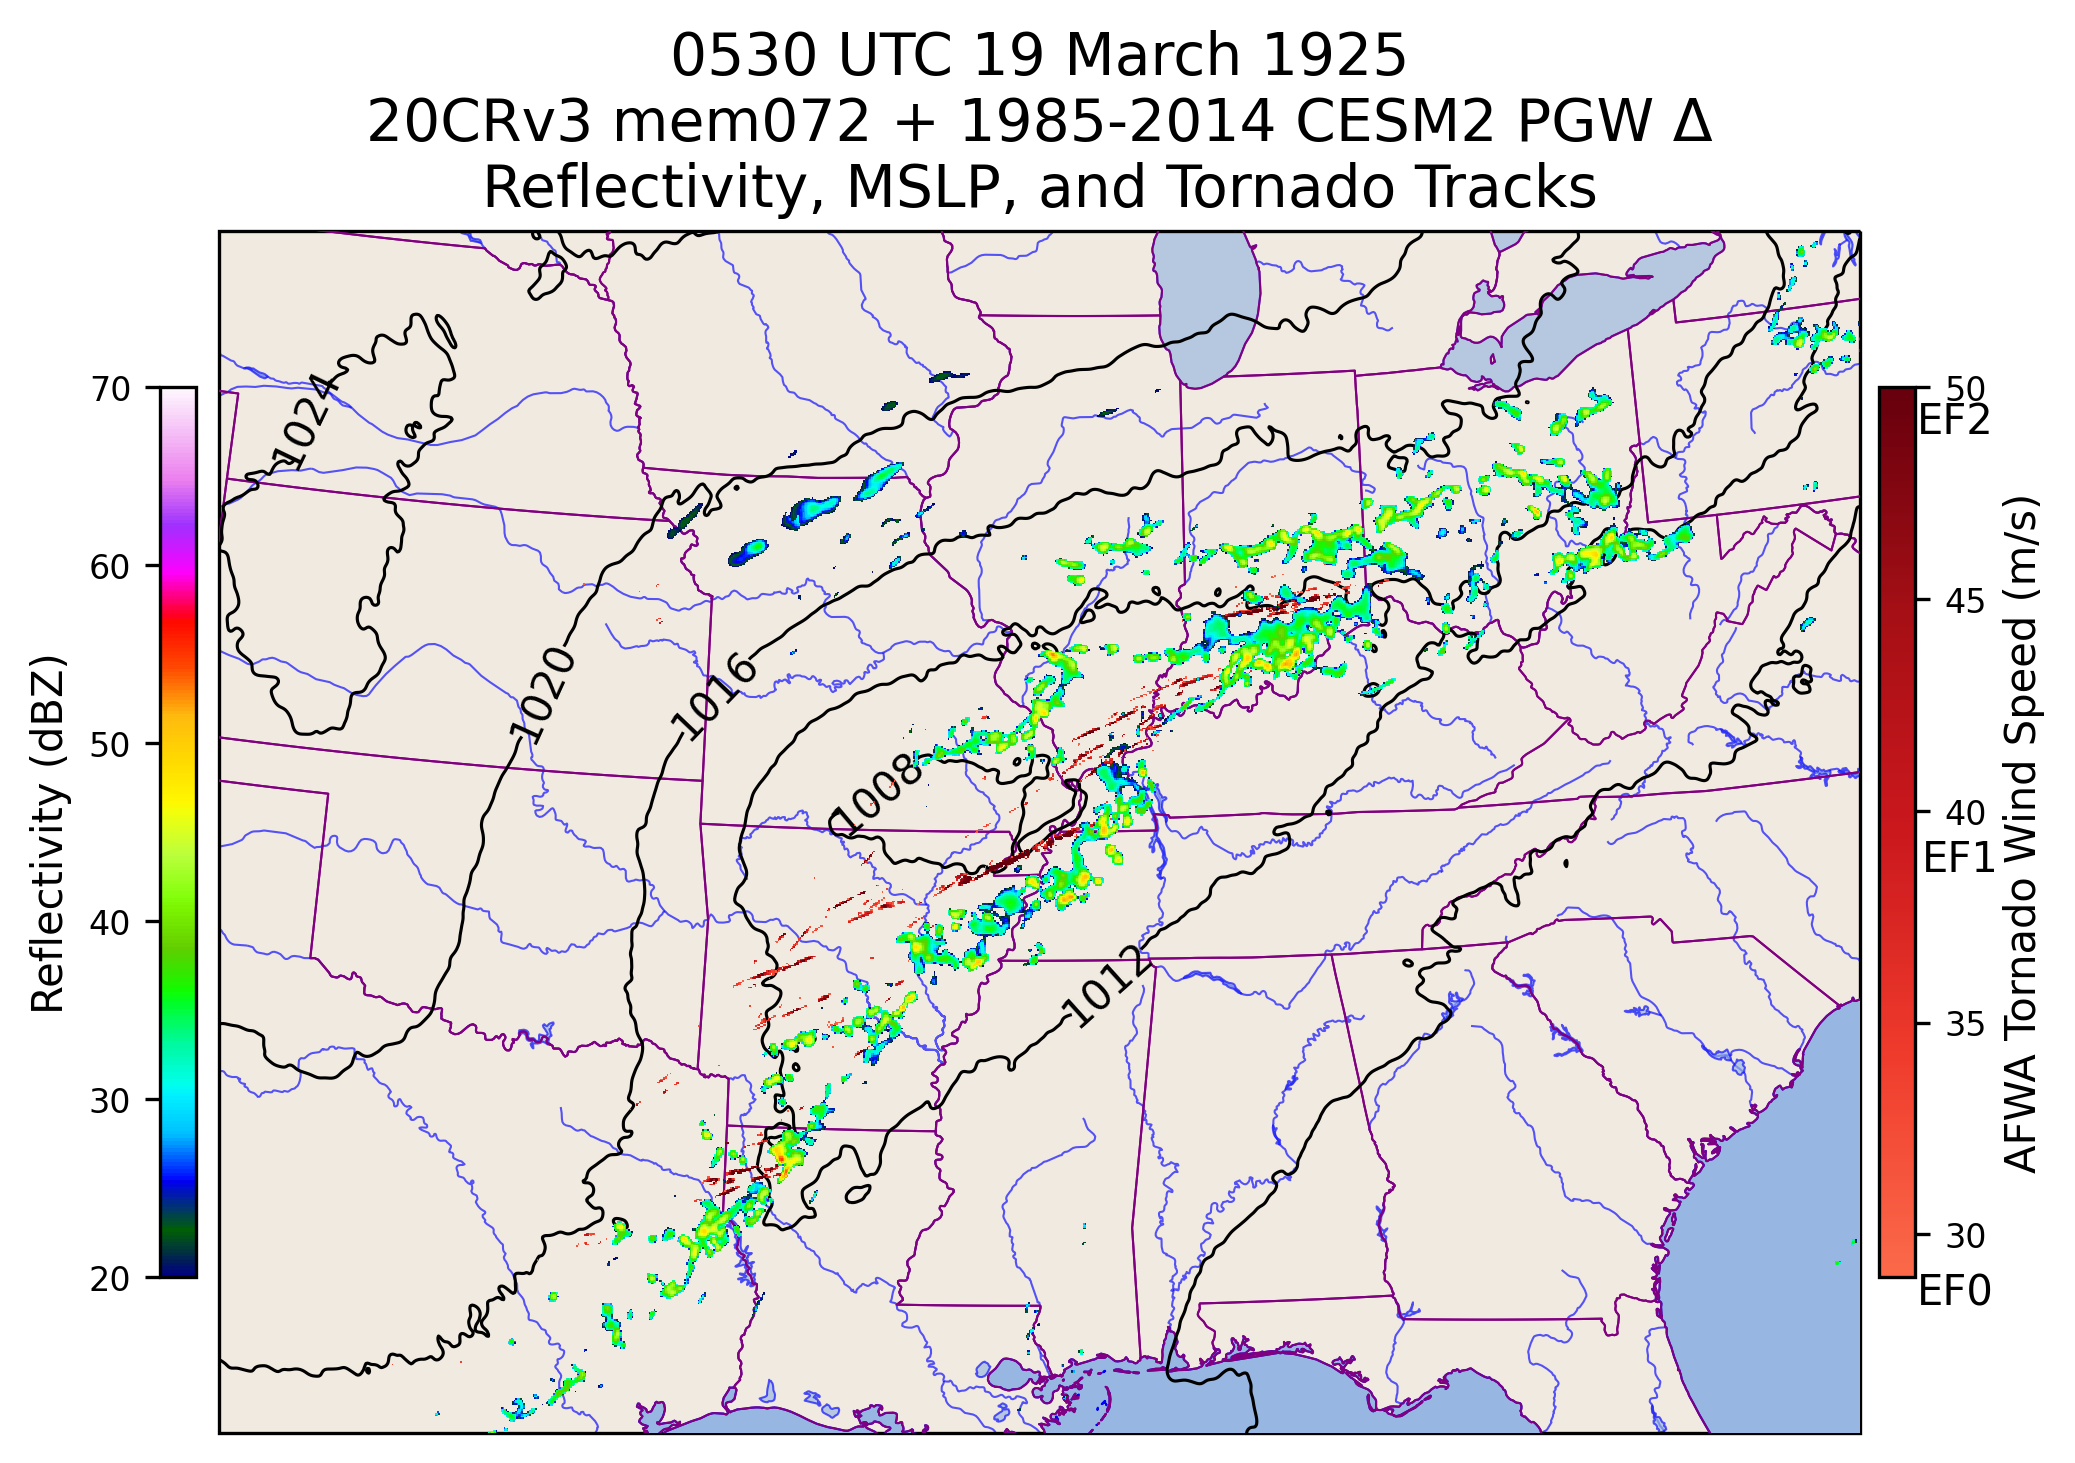 0530 UTC 19 March 1925
20CRv3 mem072 + 1985-2014 CESM2 PGW Δ
Reflectivity, MSLP, and Tornado Tracks
Reflectivity (dBZ)
70
60
50
40
30
20
1024
1020
1016
1008
1012
50
EF2
45
40
EF1
35
30
EF0
AFWA Tornado Wind Speed (m/s)